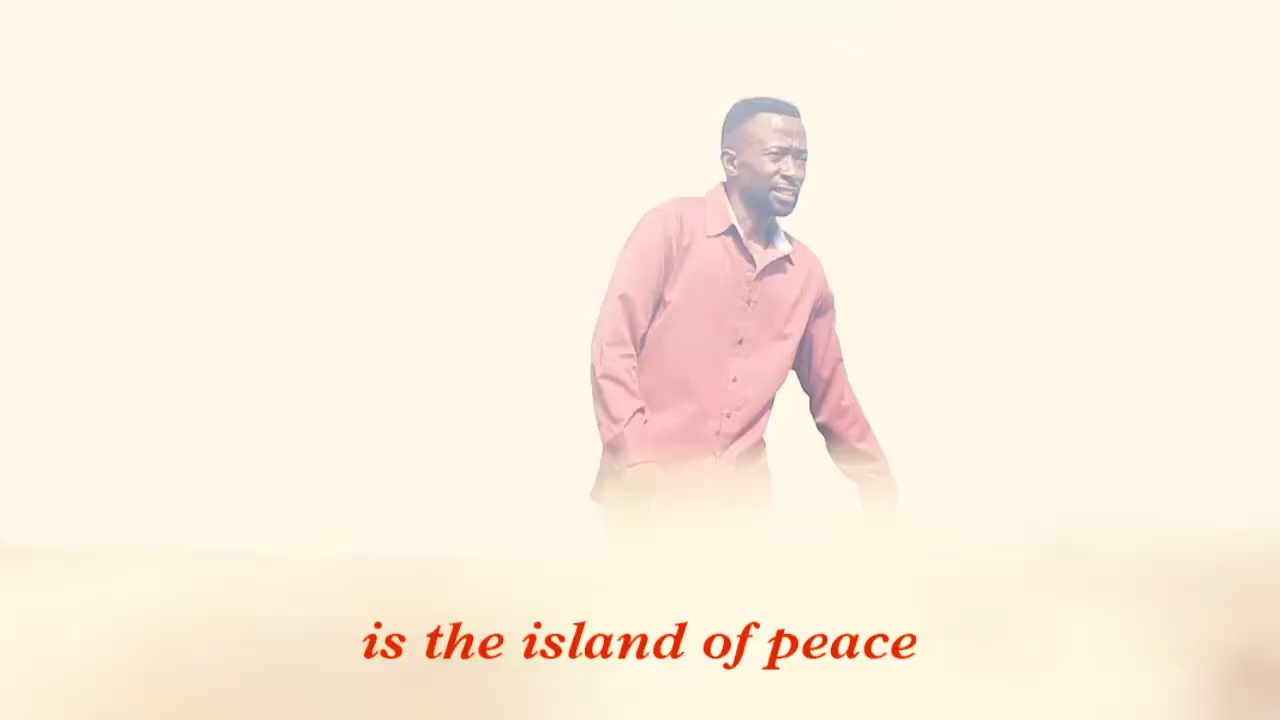 is the island of peace